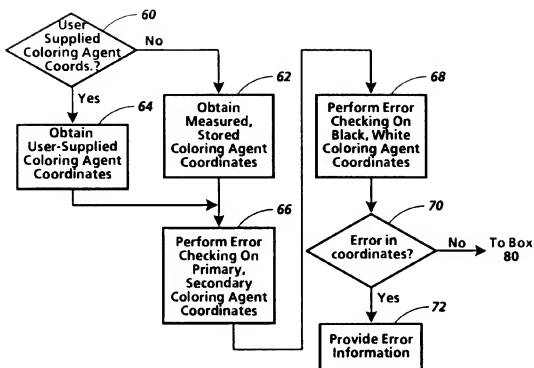 60
User
Supplied
Coloring Agent
Coords.?
No
Yes
62
Obtain
Measured,
Stored
Coloring Agent
Coordinates
64
Obtain
User-Supplied
Coloring Agent
Coordinates
66
Perform Error
Checking On
Primary,
Secondary
Coloring Agent
Coordinates
68
Perform Error
Checking On
Black, White
Coloring Agent
Coordinates
70
Error in
coordinates?
No
To Box
80
Yes
72
Provide Error
Information